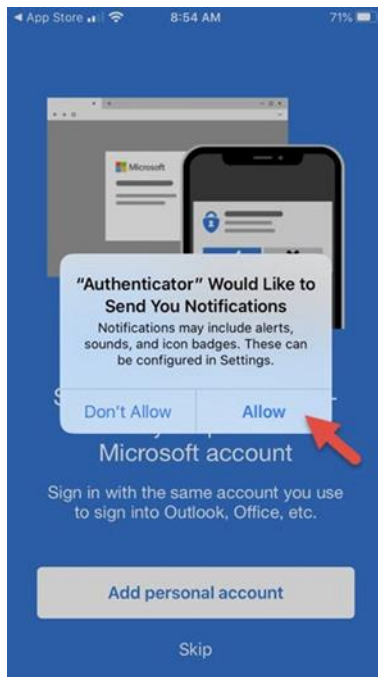 App Store
8:54 AM
71%
Microsoft
"Authenticator" Would Like to
Send You Notifications
Notifications may include alerts,
sounds, and icon badges. These can
be configured in Settings.
Don't Allow
Allow
Microsoft account
Sign in with the same account you use
to sign into Outlook, Office, etc.
Add personal account
Skip